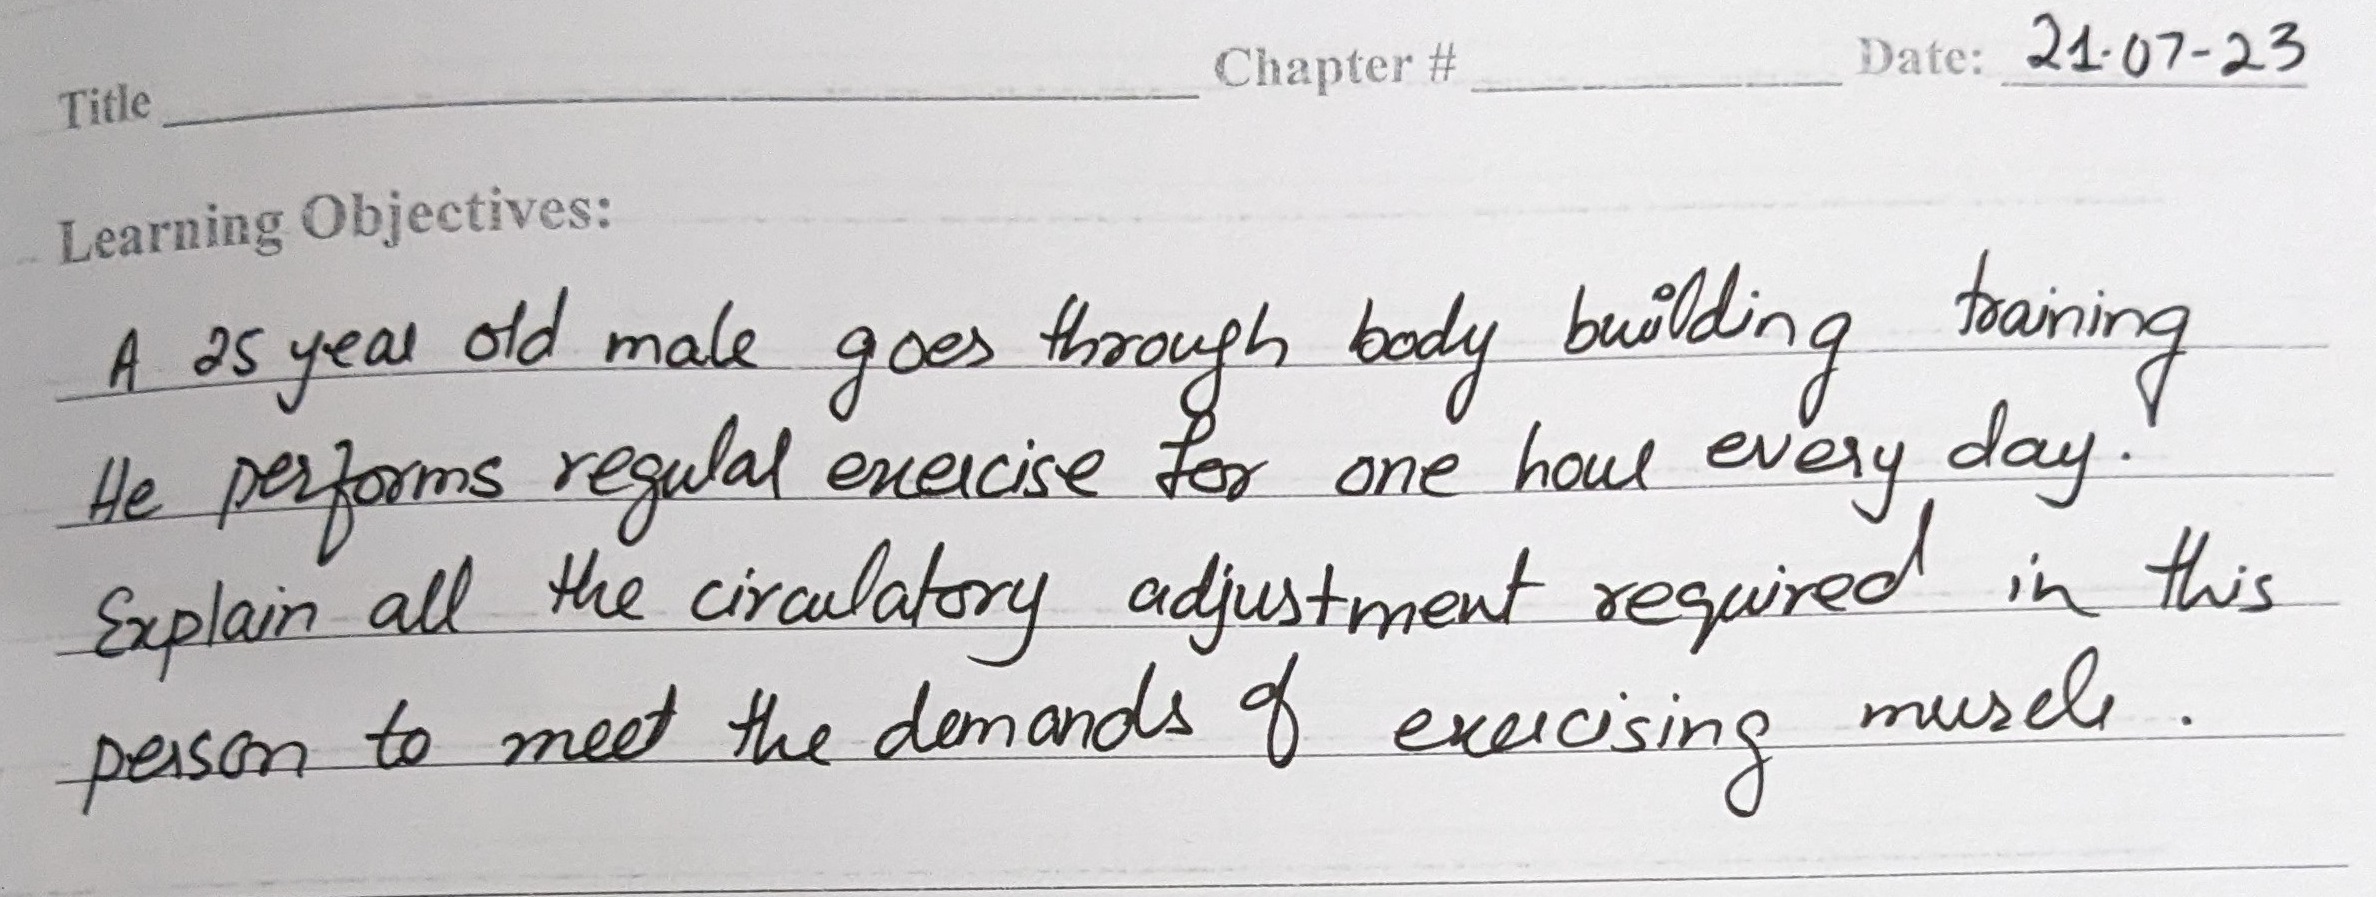 Title Chapter # Date: 21-07-23
Learning Objectives:
A 25 year old male goes through body building training
He performs regular exercise for one hour every day.
Explain all the circulatory adjustment required in this
person to meet the demands of exercising muscle.